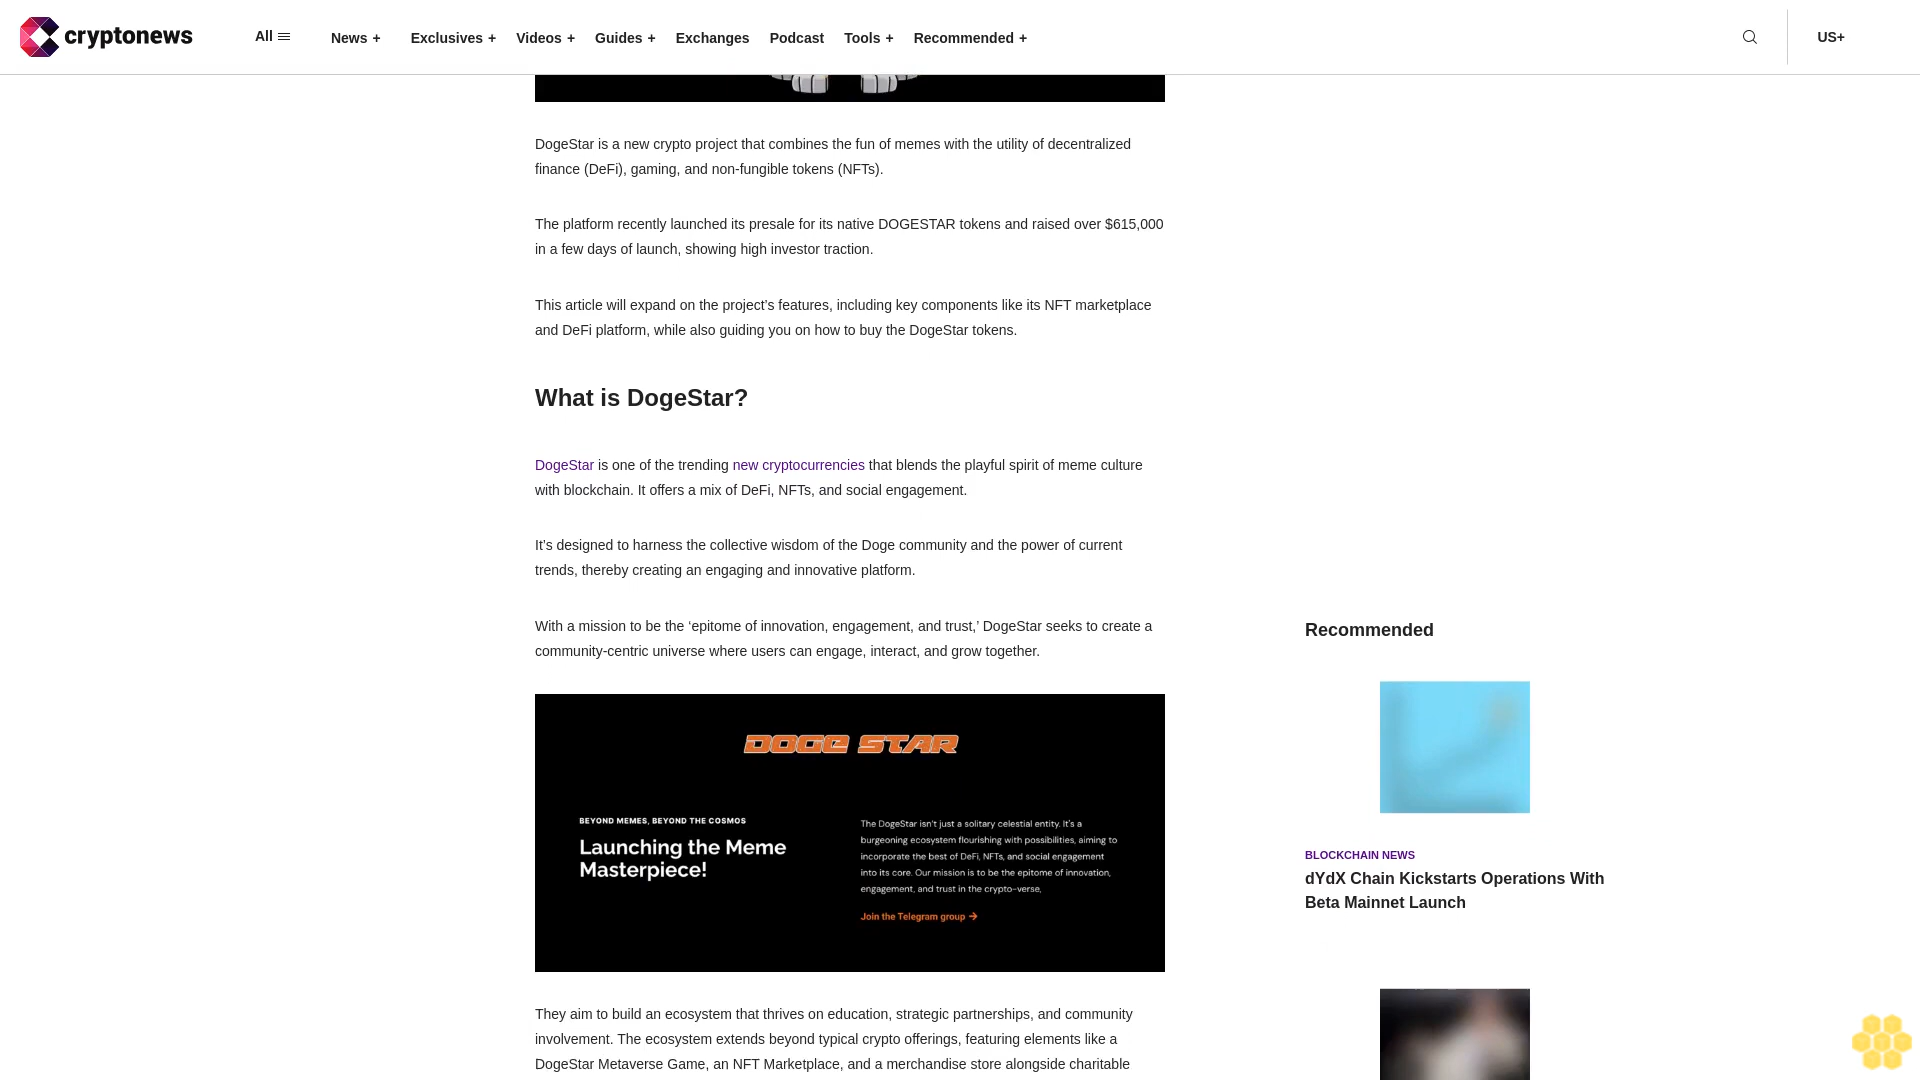 cryptonews
All
News +
Exclusives +
Videos +
Guides +
Exchanges
Podcast
Tools +
Recommended +
US+
DogeStar is a new crypto project that combines the fun of memes with the utility of decentralized
finance (DeFi), gaming, and non-fungible tokens (NFTs).
The platform recently launched its presale for its native DOGESTAR tokens and raised over $615,000
in a few days of launch, showing high investor traction.
This article will expand on the project’s features, including key components like its NFT marketplace
and DeFi platform, while also guiding you on how to buy the DogeStar tokens.
What is DogeStar?
DogeStar is one of the trending new cryptocurrencies that blends the playful spirit of meme culture
with blockchain. It offers a mix of DeFi, NFTs, and social engagement.
It’s designed to harness the collective wisdom of the Doge community and the power of current
trends, thereby creating an engaging and innovative platform.
With a mission to be the ‘epitome of innovation, engagement, and trust,’ DogeStar seeks to create a
community-centric universe where users can engage, interact, and grow together.
DOGE STAR
BEYOND MEMES, BEYOND THE COSMOS
Launching the Meme
Masterpiece!
The DogeStar isn't just a solitary celestial entity. It's a
burgeoning ecosystem flourishing with possibilities, aiming to
incorporate the best of DeFi, NFTs, and social engagement
into its core. Our mission is to be the epitome of innovation,
engagement, and trust in the crypto-verse,
Join the Telegram group →
They aim to build an ecosystem that thrives on education, strategic partnerships, and community
involvement. The ecosystem extends beyond typical crypto offerings, featuring elements like a
DogeStar Metaverse Game, an NFT Marketplace, and a merchandise store alongside charitable
Recommended
BLOCKCHAIN NEWS
dYdX Chain Kickstarts Operations With
Beta Mainnet Launch